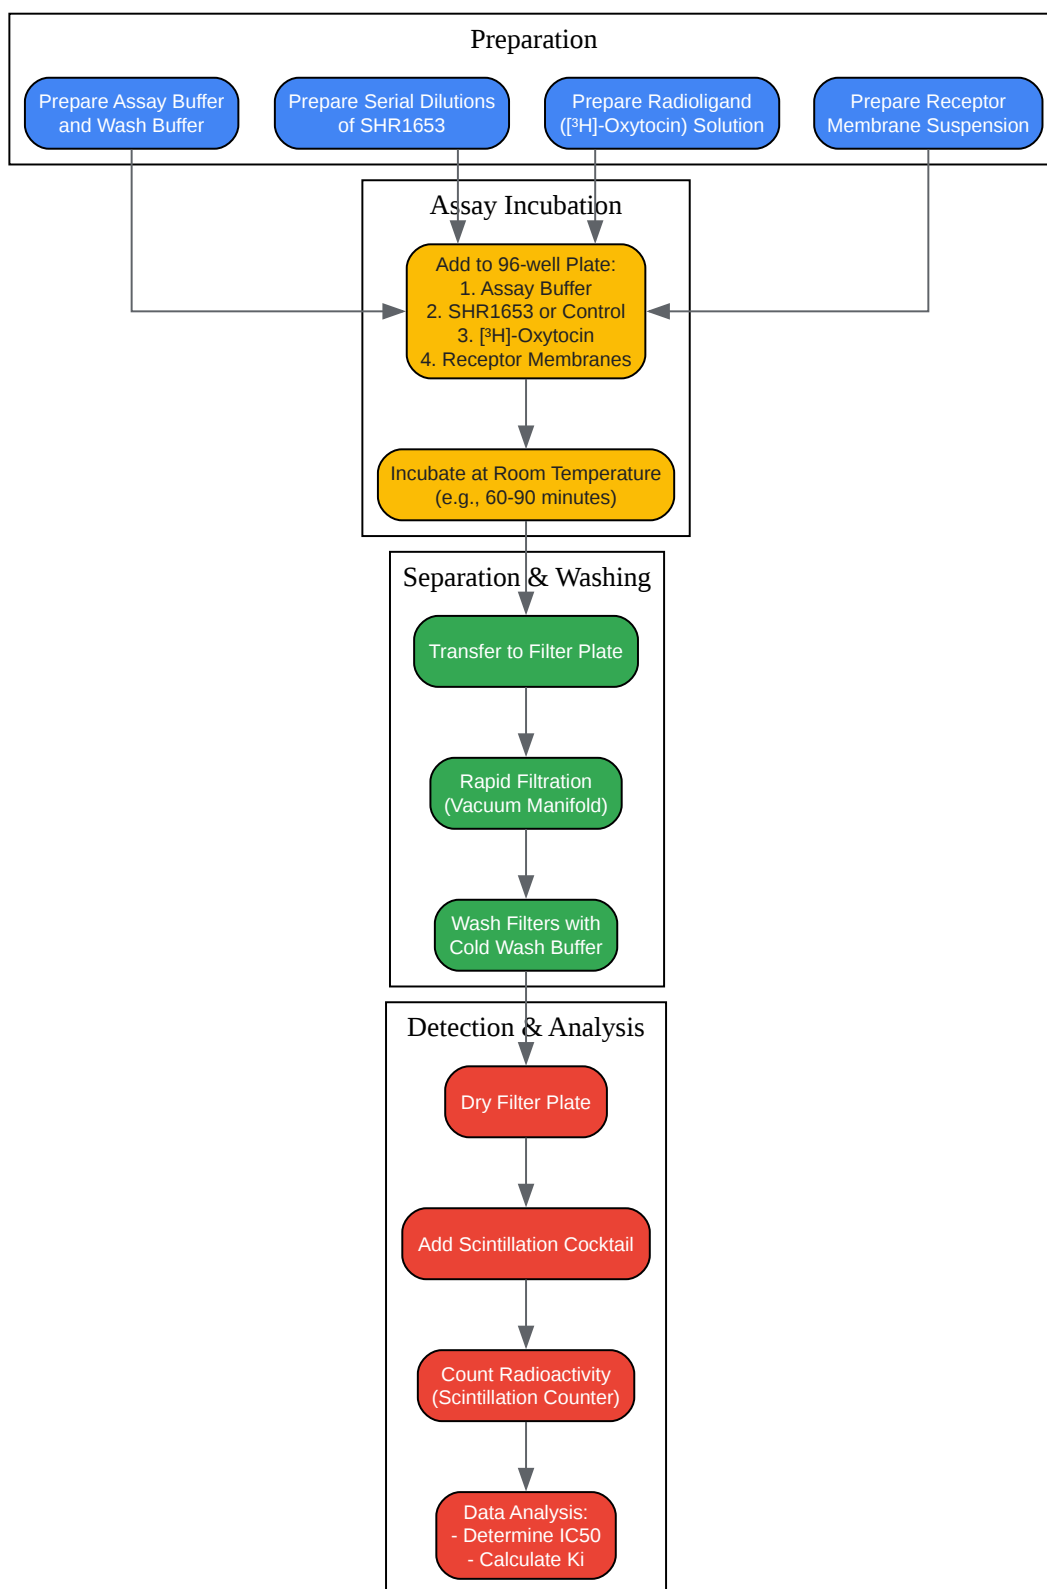 Preparation
Prepare Assay Buffer
and Wash Buffer
Prepare Serial Dilutions
of SHR1653
Prepare Radioligand
([³H]-Oxytocin) Solution
Prepare Receptor
Membrane Suspension
Assay Incubation
Add to 96-well Plate:
1. Assay Buffer
2. SHR1653 or Control
3. [³H]-Oxytocin
4. Receptor Membranes
Incubate at Room Temperature
(e.g., 60-90 minutes)
Separation & Washing
Transfer to Filter Plate
Rapid Filtration
(Vacuum Manifold)
Wash Filters with
Cold Wash Buffer
Detection & Analysis
Dry Filter Plate
Add Scintillation Cocktail
Count Radioactivity
(Scintillation Counter)
Data Analysis:
- Determine IC50
- Calculate Ki